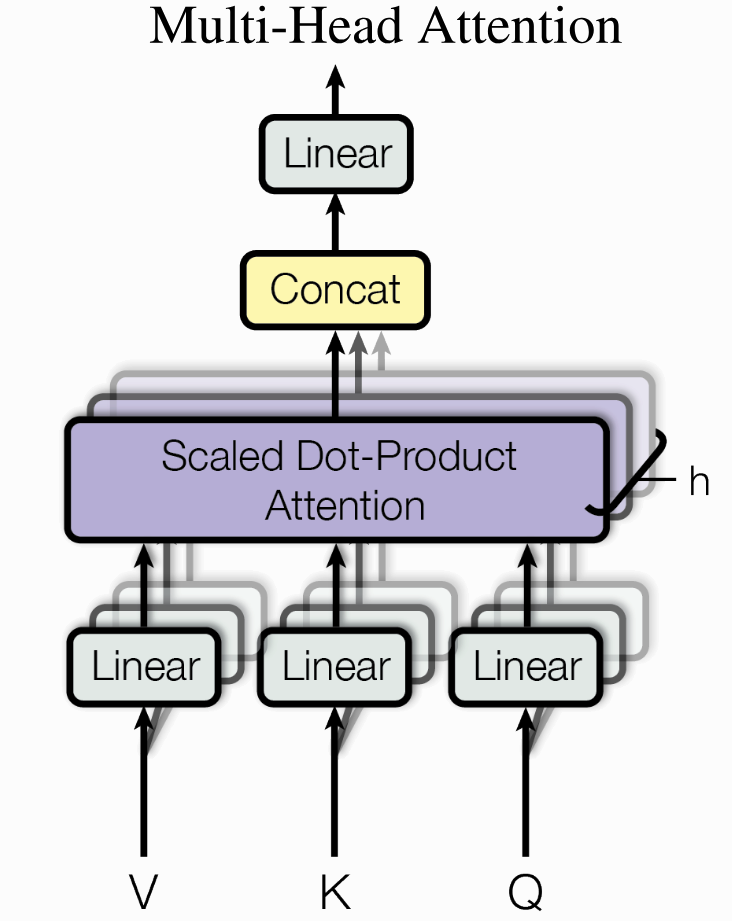 Multi-Head Attention
Linear
Concat
Scaled Dot-Product
Attention
h
Linear Linear Linear
V K Q